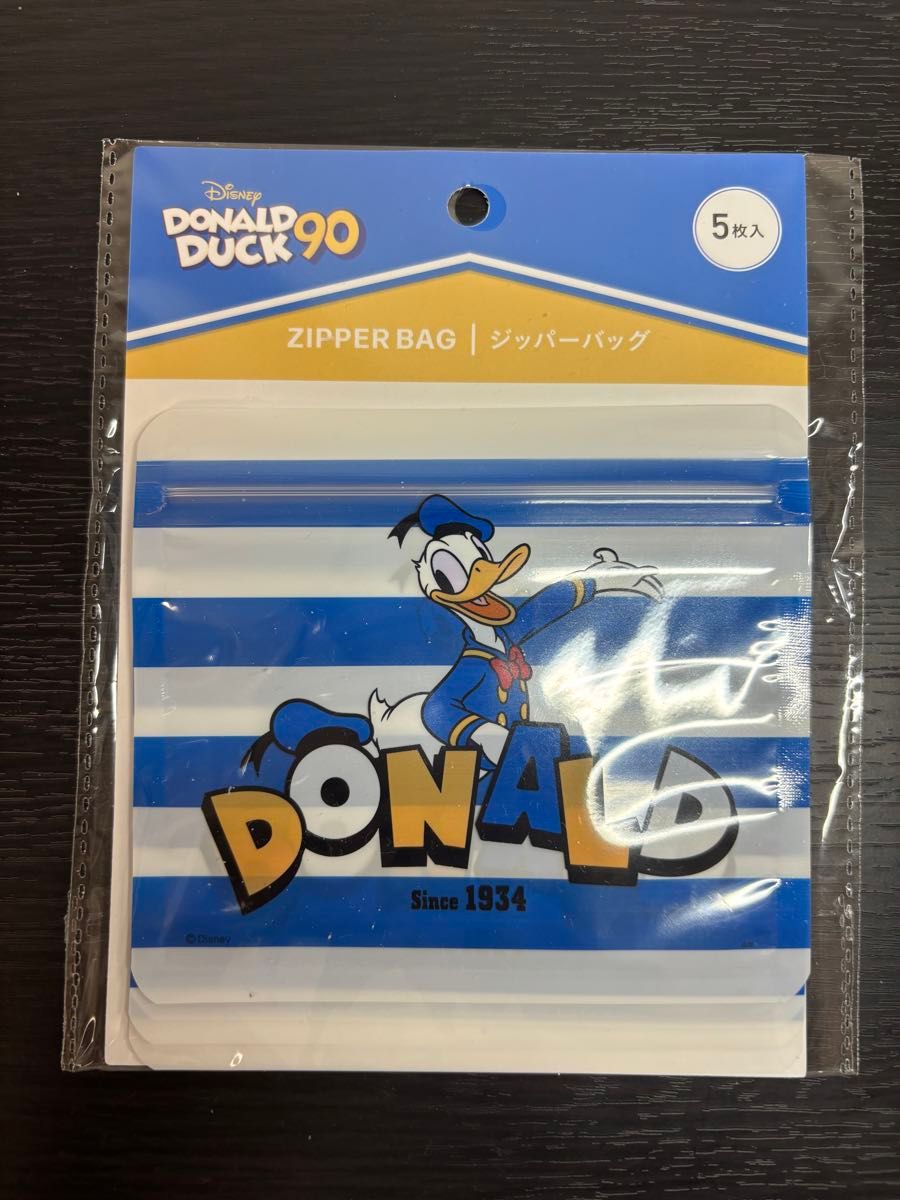 Disney
DONALD
DUCK 90
5枚入
ZIPPER BAG | ジッパーバッグ
DONALD
Since 1934
©Disney